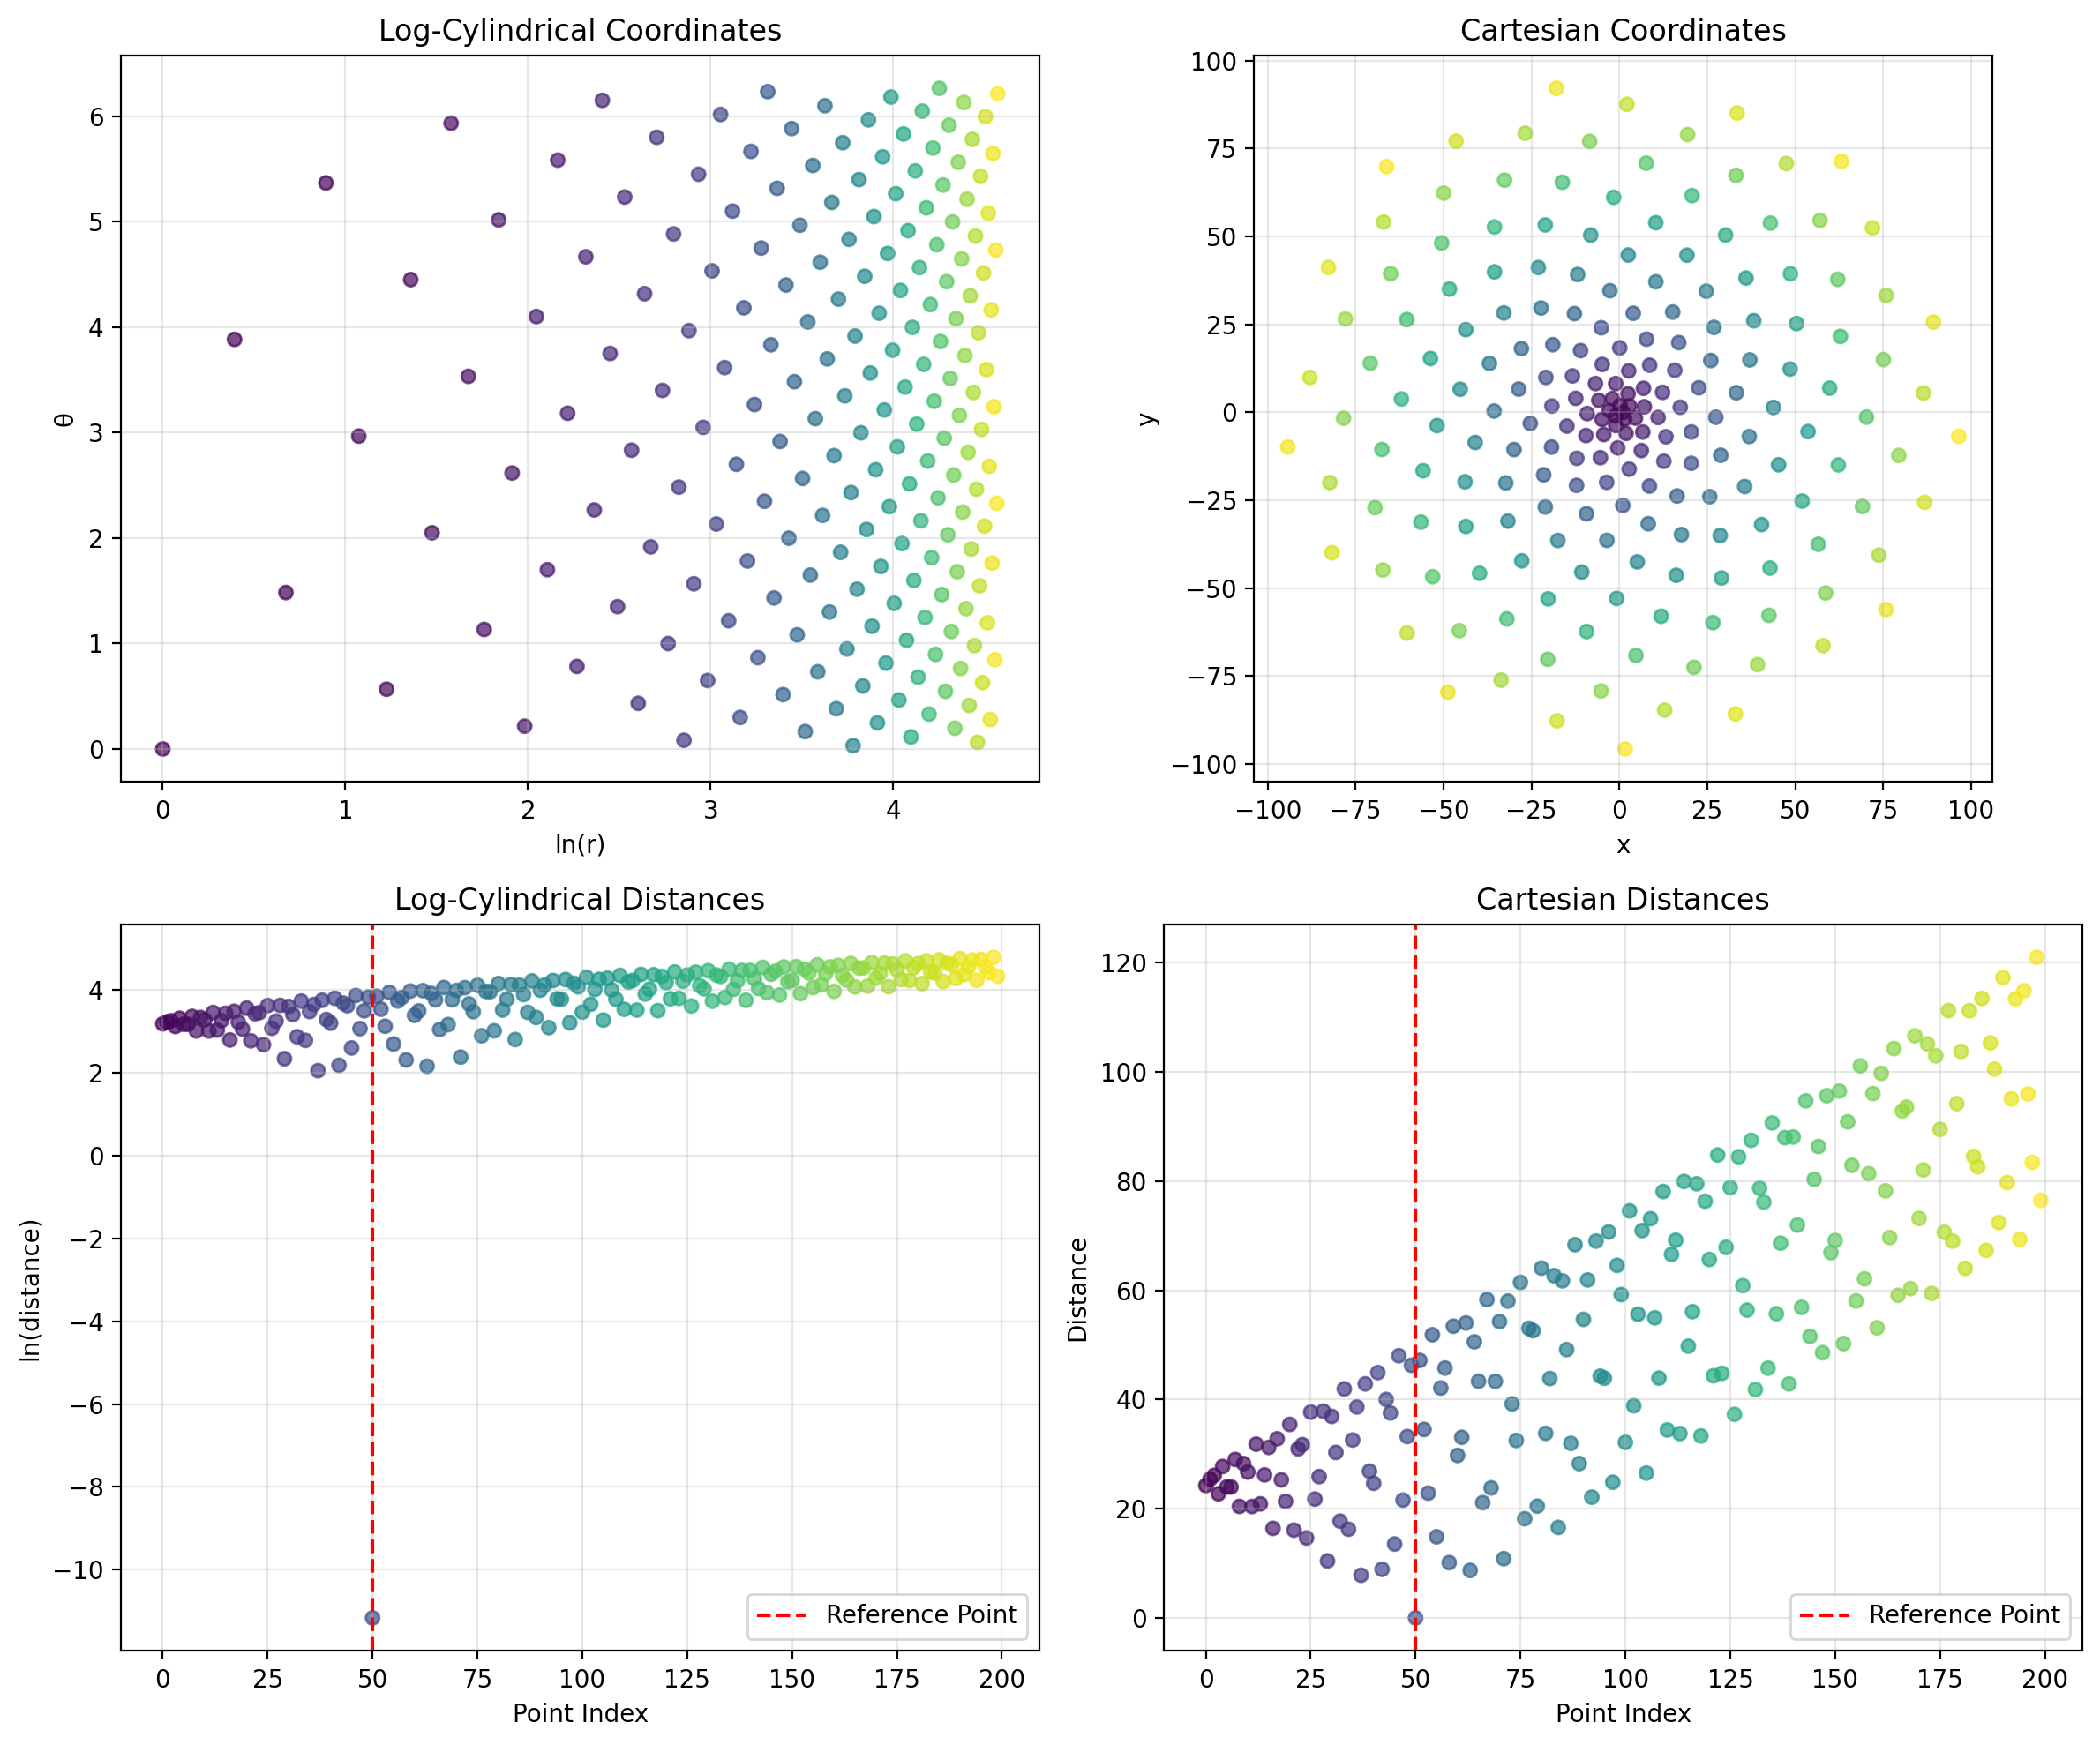 Log-Cylindrical Coordinates
θ
6
5
4
3
2
1
0
0 1 2 3 4
ln(r)
Cartesian Coordinates
y
100
75
50
25
0
−25
−50
−75
−100
−100 −75 −50 −25 0 25 50 75 100
x
Log-Cylindrical Distances
ln(distance)
4
2
0
−2
−4
−6
−8
−10
Reference Point
0 25 50 75 100 125 150 175 200
Point Index
Cartesian Distances
Distance
120
100
80
60
40
20
0
Reference Point
0 25 50 75 100 125 150 175 200
Point Index